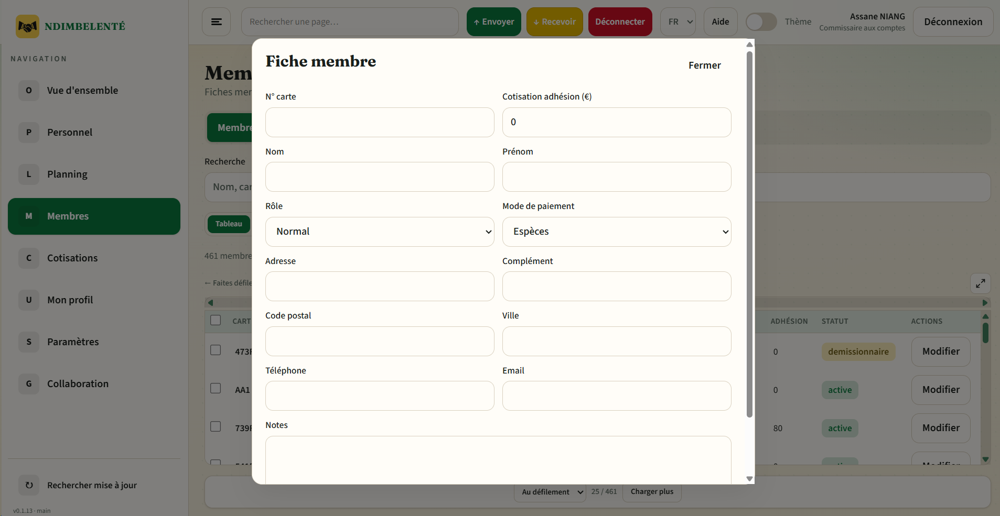 NDIMBELENTÉ
Rechercher une page…
↑ Envoyer
↓ Recevoir
Déconnecter
FR
Aide
Thème
Assane NIANG
Commissaire aux comptes
Déconnexion
NAVIGATION
O Vue d'ensemble
P Personnel
L Planning
M Membres
C Cotisations
U Mon profil
S Paramètres
G Collaboration
↻ Rechercher mise à jour
v0.1.13 · main
Mem
Fiches mer
Membre
Recherche
Nom, car
Tableau
461 membre
← Faites défile
Fiche membre
Fermer
N° carte
Cotisation adhésion (€)
0
Nom
Prénom
Rôle
Mode de paiement
Normal
Espèces
Adresse
Complément
Code postal
Ville
Téléphone
Email
Notes
CART
ADHÉSION
STATUT
ACTIONS
473F
0
demissionnaire
Modifier
AA1
0
active
Modifier
739F
80
active
Modifier
Modifier
Au défilement
25 / 461
Charger plus